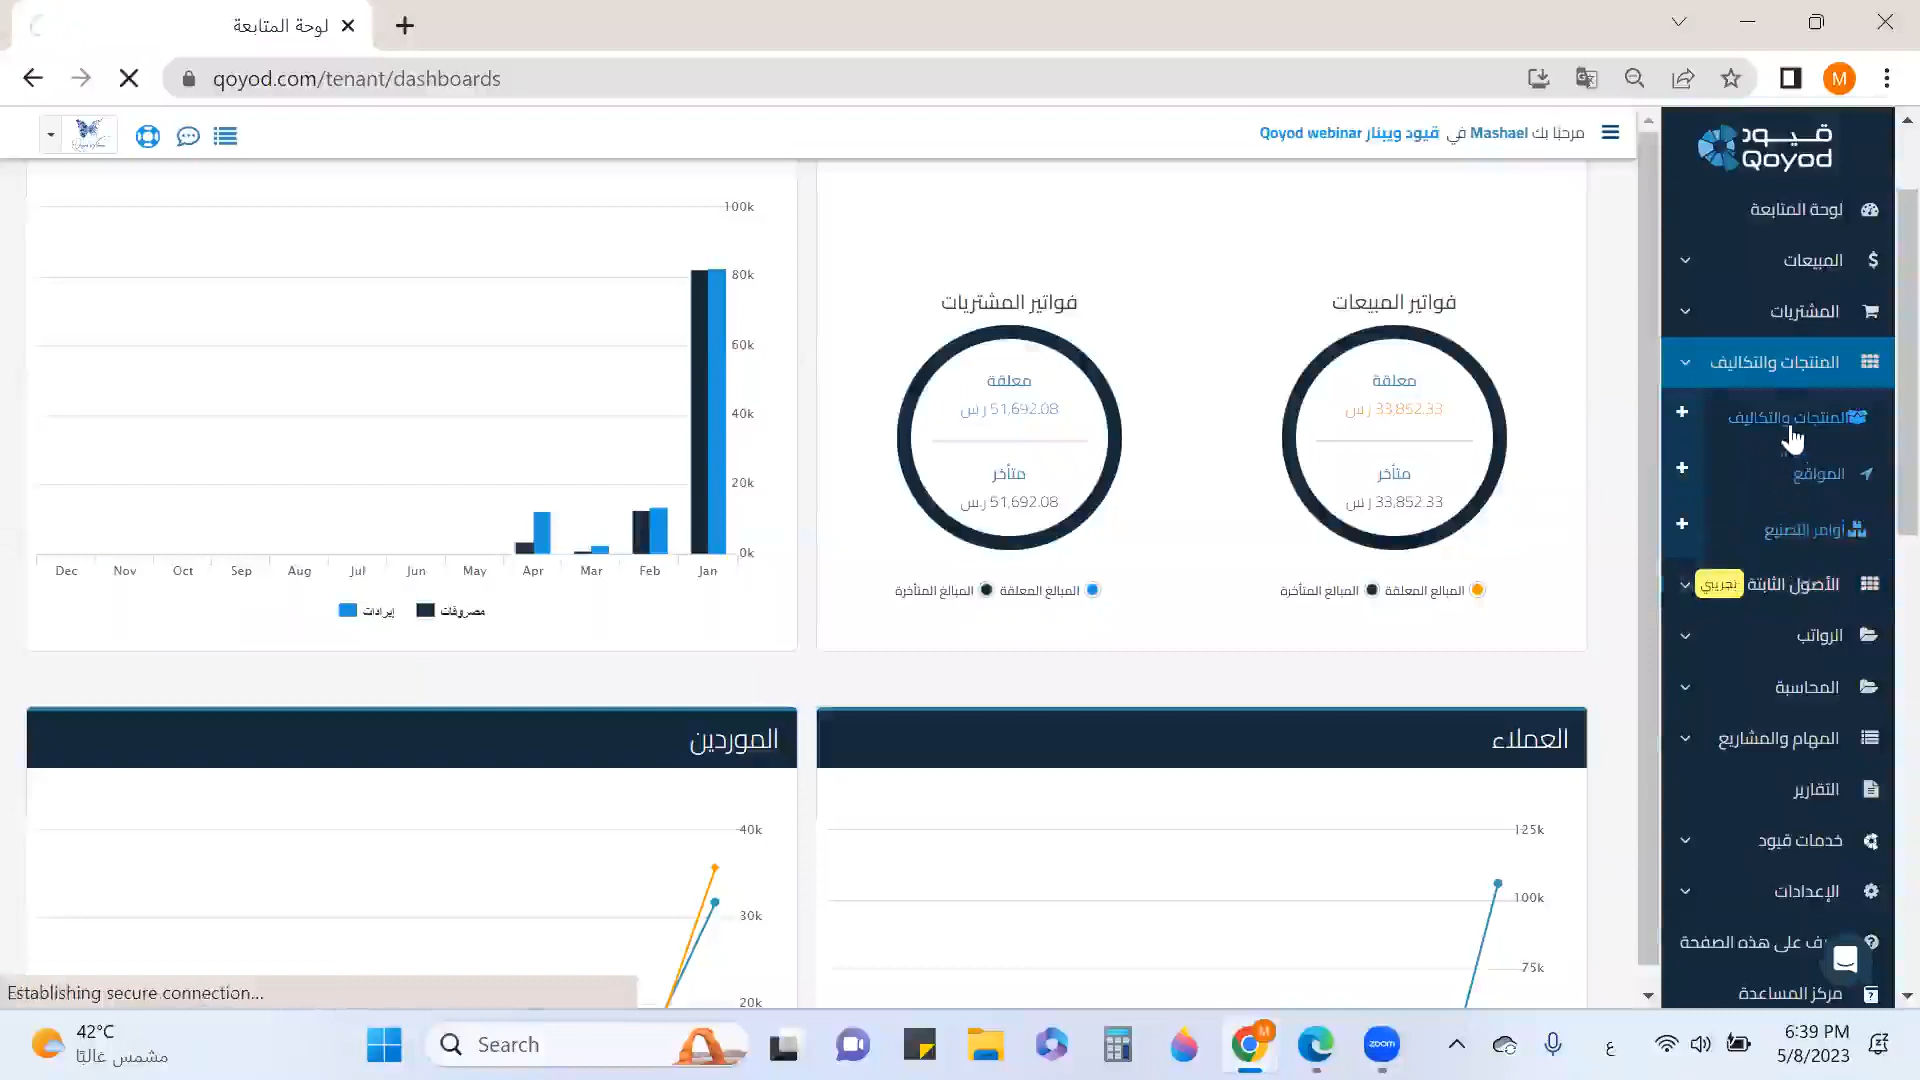 لوحة المتابعة
qoyod.com/tenant/dashboards
M
مرحبًا بك Mashael في قيود ويبنار Qoyod webinar
قيود
Qoyod
لوحة المتابعة
المبيعات
المشتريات
المنتجات والتكاليف
المنتجات والتكاليف
المواقع
أوامر التصنيع
الأصول الثابتة تجريبي
الرواتب
المحاسبة
المهام والمشاريع
التقارير
خدمات قيود
الإعدادات
على هذه الصفحة
مركز المساعدة
فواتير المبيعات
معلقة
33,852.33 ر.س
متأخر
33,852.33 ر.س
المبالغ المعلقة
المبالغ المتأخرة
فواتير المشتريات
معلقة
51,692.08 ر.س
متأخر
51,692.08 ر.س
المبالغ المعلقة
المبالغ المتأخرة
100k
80k
60k
40k
20k
0k
Dec Nov Oct Sep Aug Jul Jun May Apr Mar Feb Jan
مصروفات
إيرادات
العملاء
125k
100k
75k
الموردين
40k
30k
20k
Establishing secure connection...
42°C
مشمس غالبًا
Search
M
zoom
ع
6:39 PM
5/8/2023